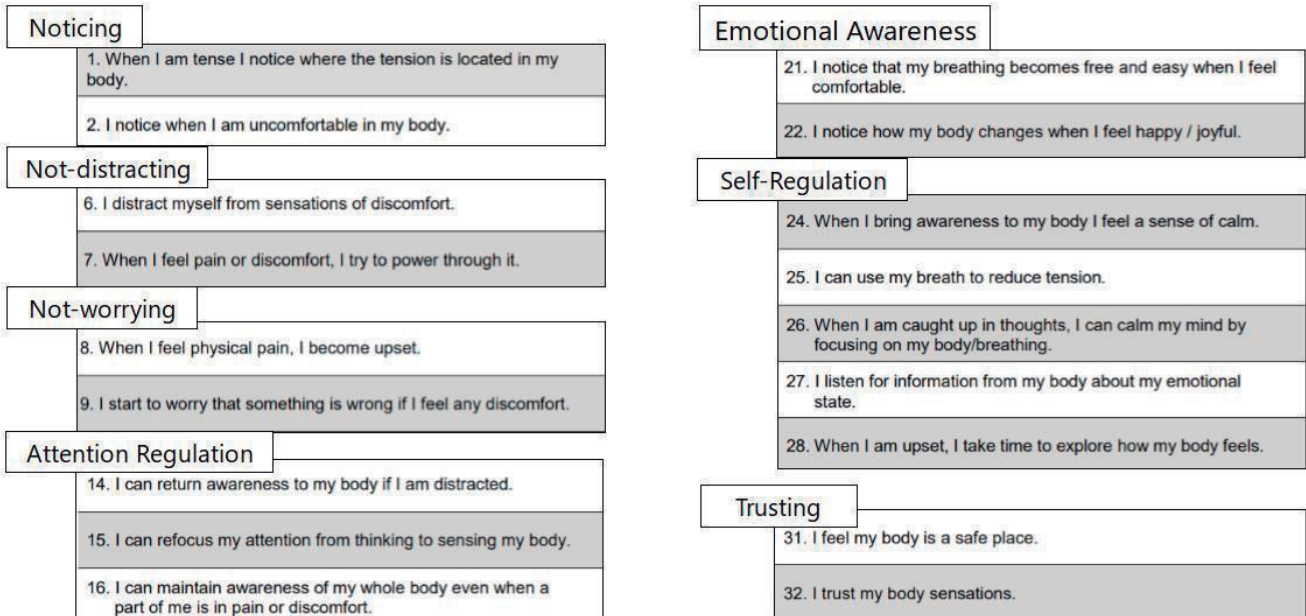 Noticing
1. When I am tense I notice where the tension is located in my
body.
2. I notice when I am uncomfortable in my body.
Not-distracting
6. I distract myself from sensations of discomfort.
7. When I feel pain or discomfort, I try to power through it.
Not-worrying
8. When I feel physical pain, I become upset.
9. I start to worry that something is wrong if I feel any discomfort.
Attention Regulation
14. I can return awareness to my body if I am distracted.
15. I can refocus my attention from thinking to sensing my body.
16. I can maintain awareness of my whole body even when a
part of me is in pain or discomfort.
Emotional Awareness
21. I notice that my breathing becomes free and easy when I feel
comfortable.
22. I notice how my body changes when I feel happy / joyful.
Self-Regulation
24. When I bring awareness to my body I feel a sense of calm.
25. I can use my breath to reduce tension.
26. When I am caught up in thoughts, I can calm my mind by
focusing on my body/breathing.
27. I listen for information from my body about my emotional
state.
28. When I am upset, I take time to explore how my body feels.
Trusting
31. I feel my body is a safe place.
32. I trust my body sensations.